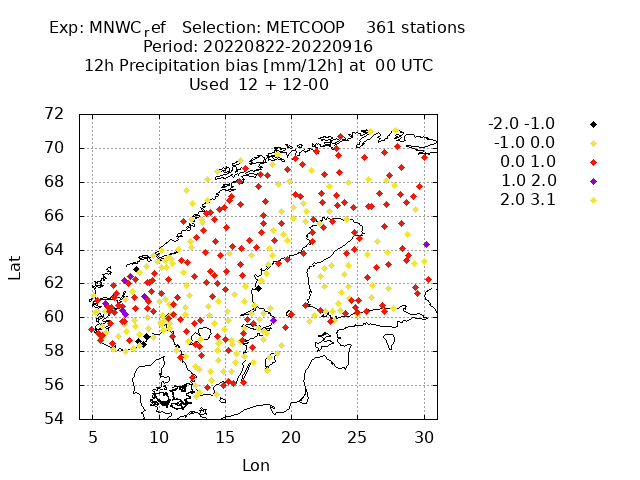 Exp: MNWCref   Selection: METCOOP    361 stations
Period: 20220822-20220916
12h Precipitation bias [mm/12h] at  00 UTC
Used  12 + 12-00
-2.0 -1.0
-1.0 0.0
0.0 1.0
1.0 2.0
2.0 3.1
72
70
68
66
64
62
60
58
56
54
Lat
5 10 15 20 25 30
Lon